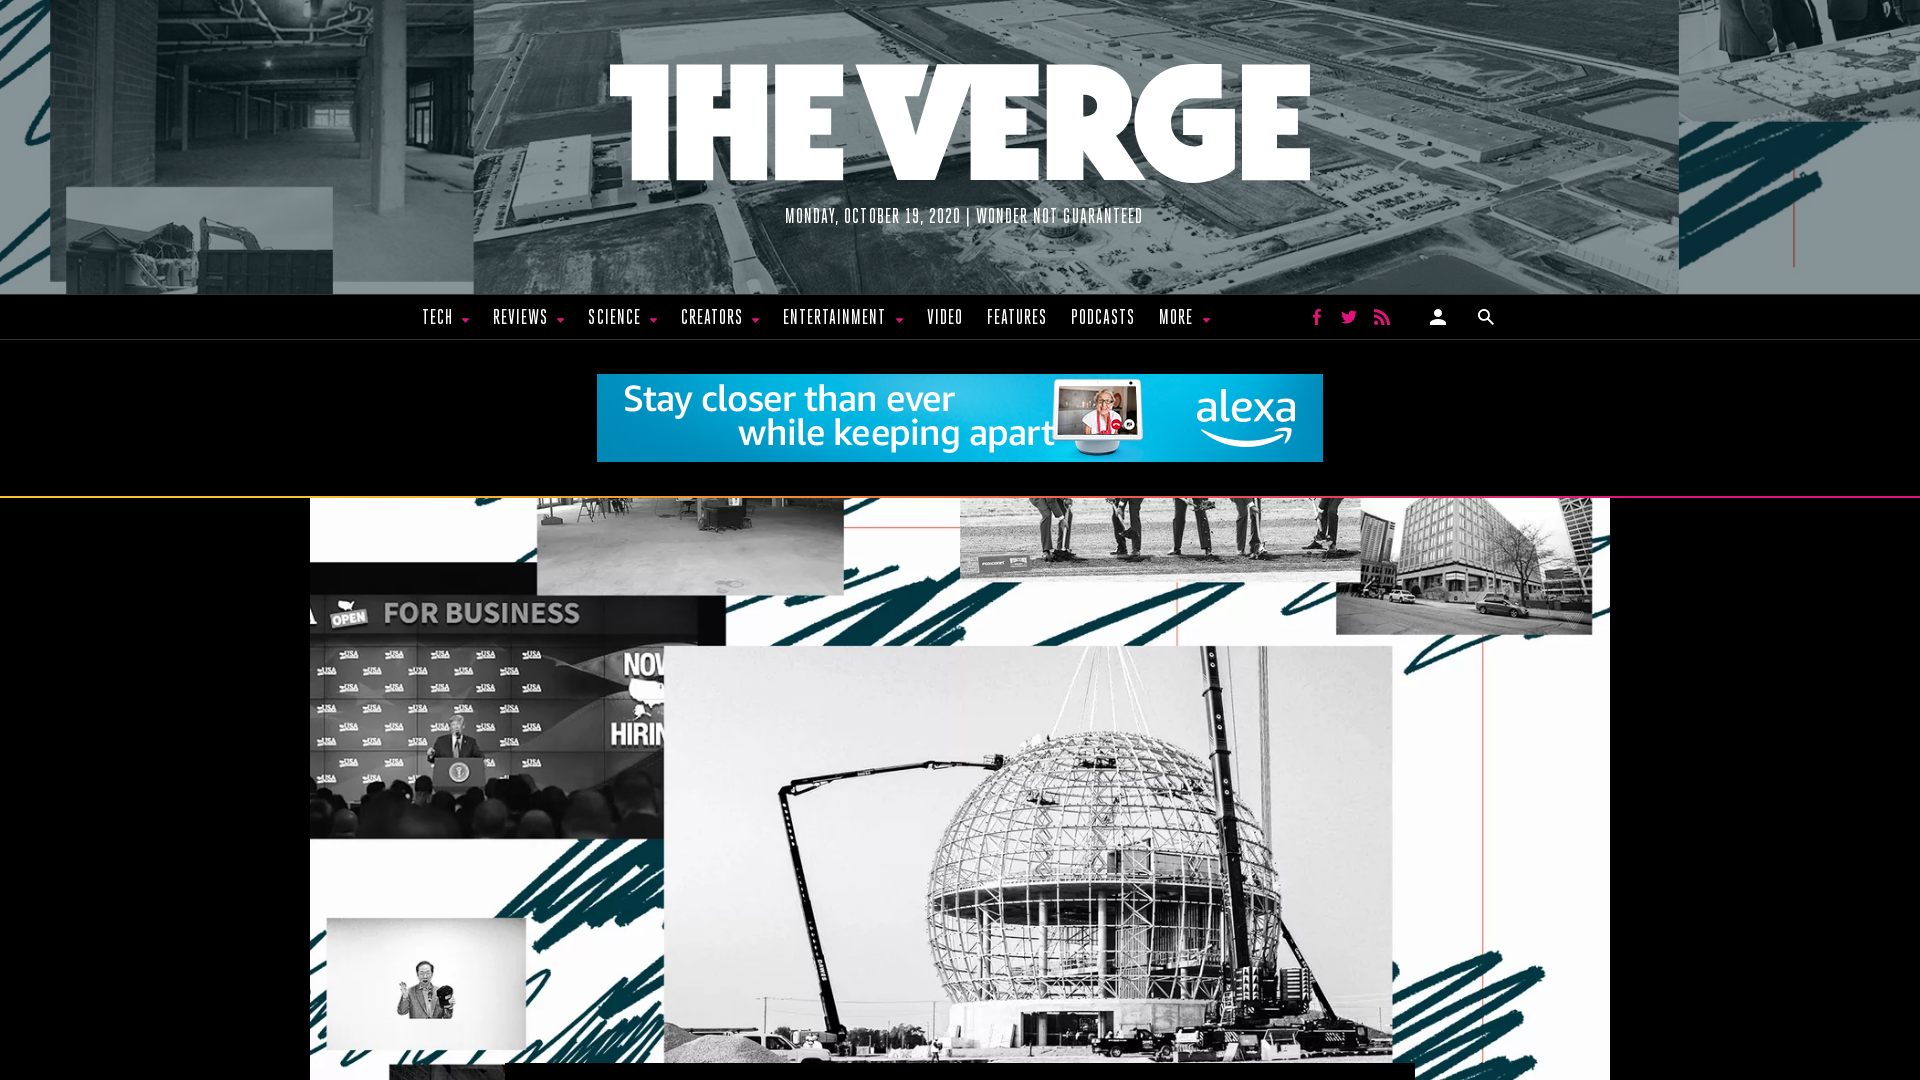 THE VERGE
MONDAY, OCTOBER 19, 2020 | WONDER NOT GUARANTEED
TECH REVIEWS SCIENCE CREATORS ENTERTAINMENT VIDEO FEATURES PODCASTS MORE
Stay closer than ever
while keeping apart
alexa
OPEN FOR BUSINESS
NOW
HIRIN